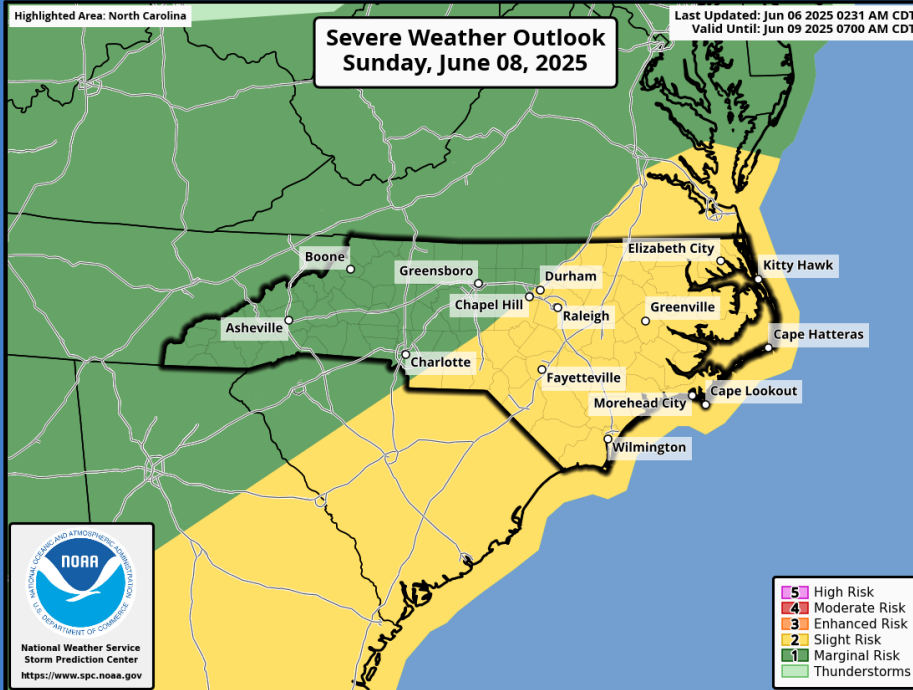 Highlighted Area: North Carolina
Severe Weather Outlook
Sunday, June 08, 2025
Last Updated: Jun 06 2025 0231 AM CDT
Valid Until: Jun 09 2025 0700 AM CDT
Elizabeth City
Boone
Kitty Hawk
Greensboro
Durham
Chapel Hill
Greenville
Raleigh
Asheville
Cape Hatteras
Charlotte
Fayetteville
Cape Lookout
Morehead City
Wilmington
NATIONAL OCEANIC AND ATMOSPHERIC ADMINISTRATION
NOAA
U.S. DEPARTMENT OF COMMERCE
National Weather Service
Storm Prediction Center
https://www.spc.noaa.gov
5 High Risk
4 Moderate Risk
3 Enhanced Risk
2 Slight Risk
1 Marginal Risk
Thunderstorms